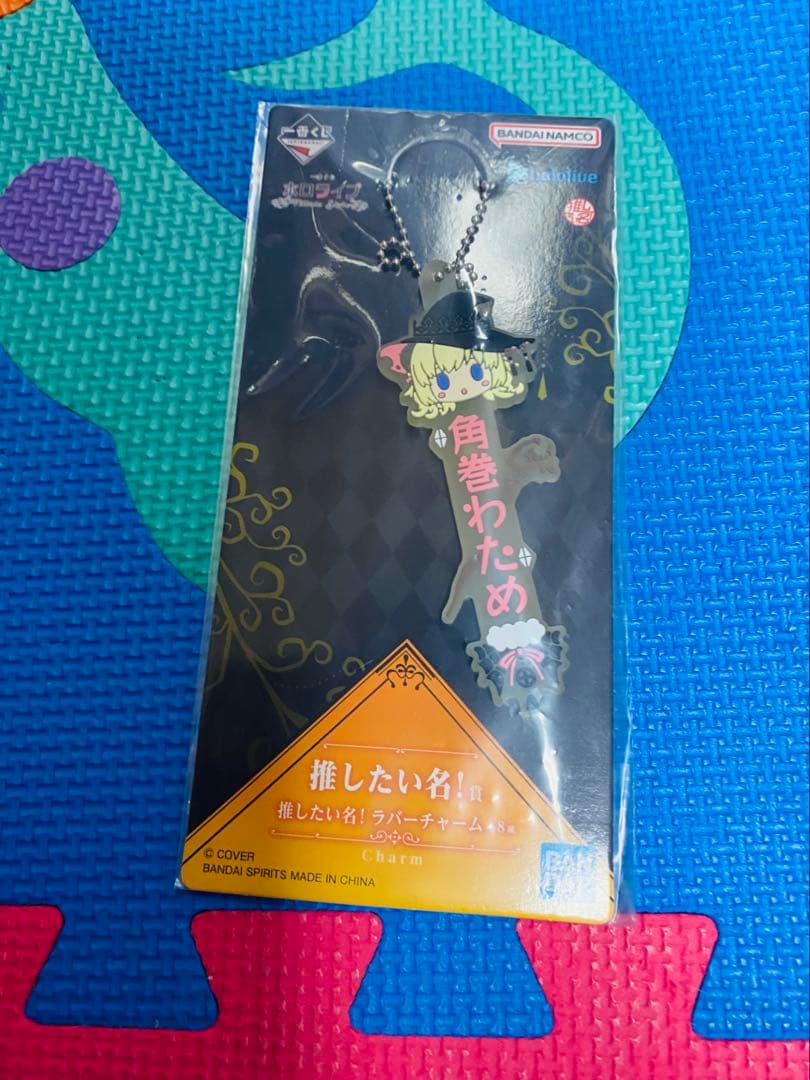 一番くじ
BANDAI NAMCO
ホロライブ
hololive
角巻わため
推したい名!賞
推したい名! ラバーチャーム
Charm
© COVER
BANDAI SPIRITS MADE IN CHINA